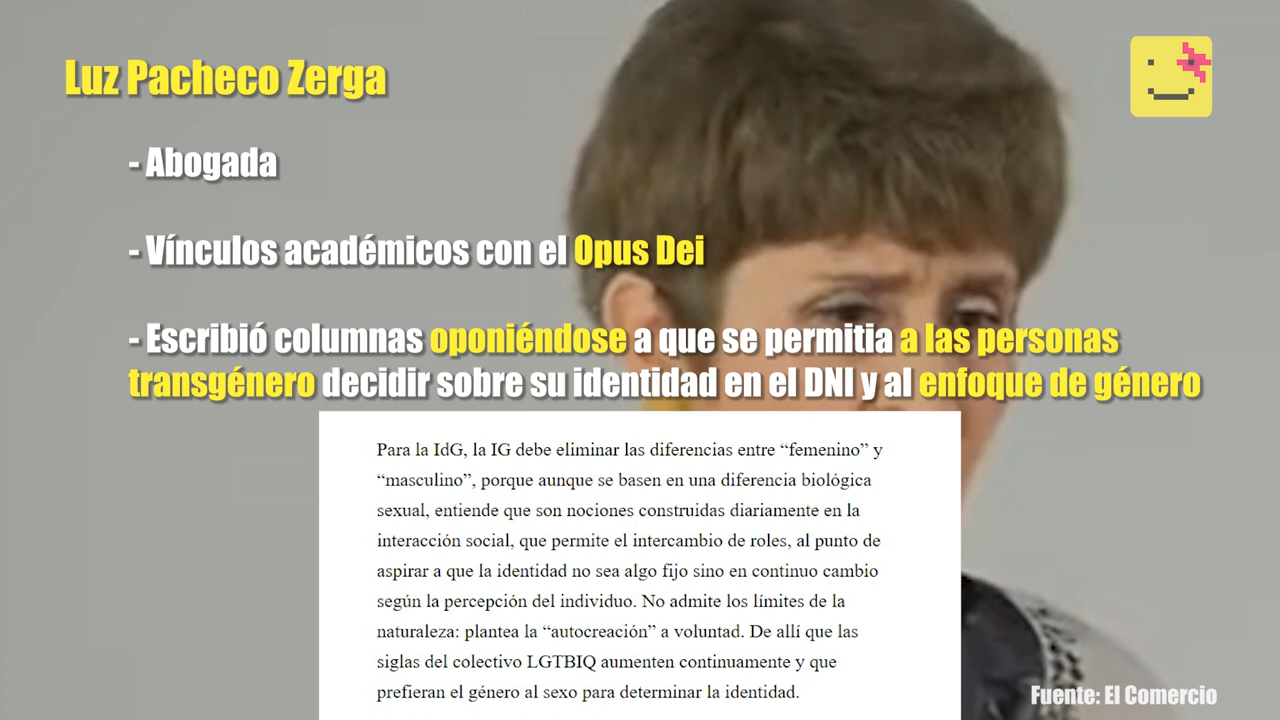 Luz Pacheco Zerga
- Abogada
- Vínculos académicos con el Opus Dei
- Escribió columnas oponiéndose a que se permitia a las personas
transgénero decidir sobre su identidad en el DNI y al enfoque de género
Para la IdG, la IG debe eliminar las diferencias entre “femenino” y
“masculino”, porque aunque se basen en una diferencia biológica
sexual, entiende que son nociones construidas diariamente en la
interacción social, que permite el intercambio de roles, al punto de
aspirar a que la identidad no sea algo fijo sino en continuo cambio
según la percepción del individuo. No admite los límites de la
naturaleza: plantea la “autocreación” a voluntad. De allí que las
siglas del colectivo LGTBIQ aumenten continuamente y que
prefieran el género al sexo para determinar la identidad.
Fuente: El Comercio